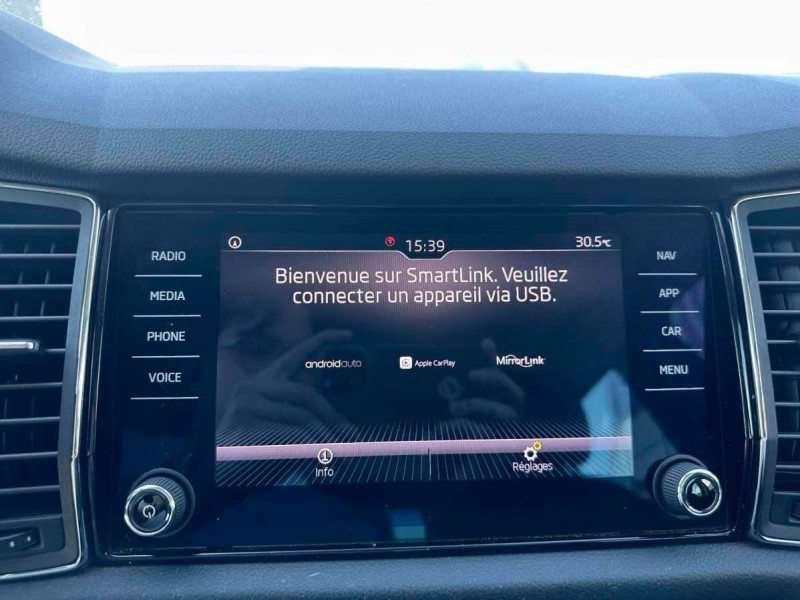 RADIO
MEDIA
PHONE
VOICE
15:39
30.5°C
Bienvenue sur SmartLink. Veuillez
connecter un appareil via USB.
androidauto
Apple CarPlay
MirrorLink
Info
Réglages
NAV
APP
CAR
MENU